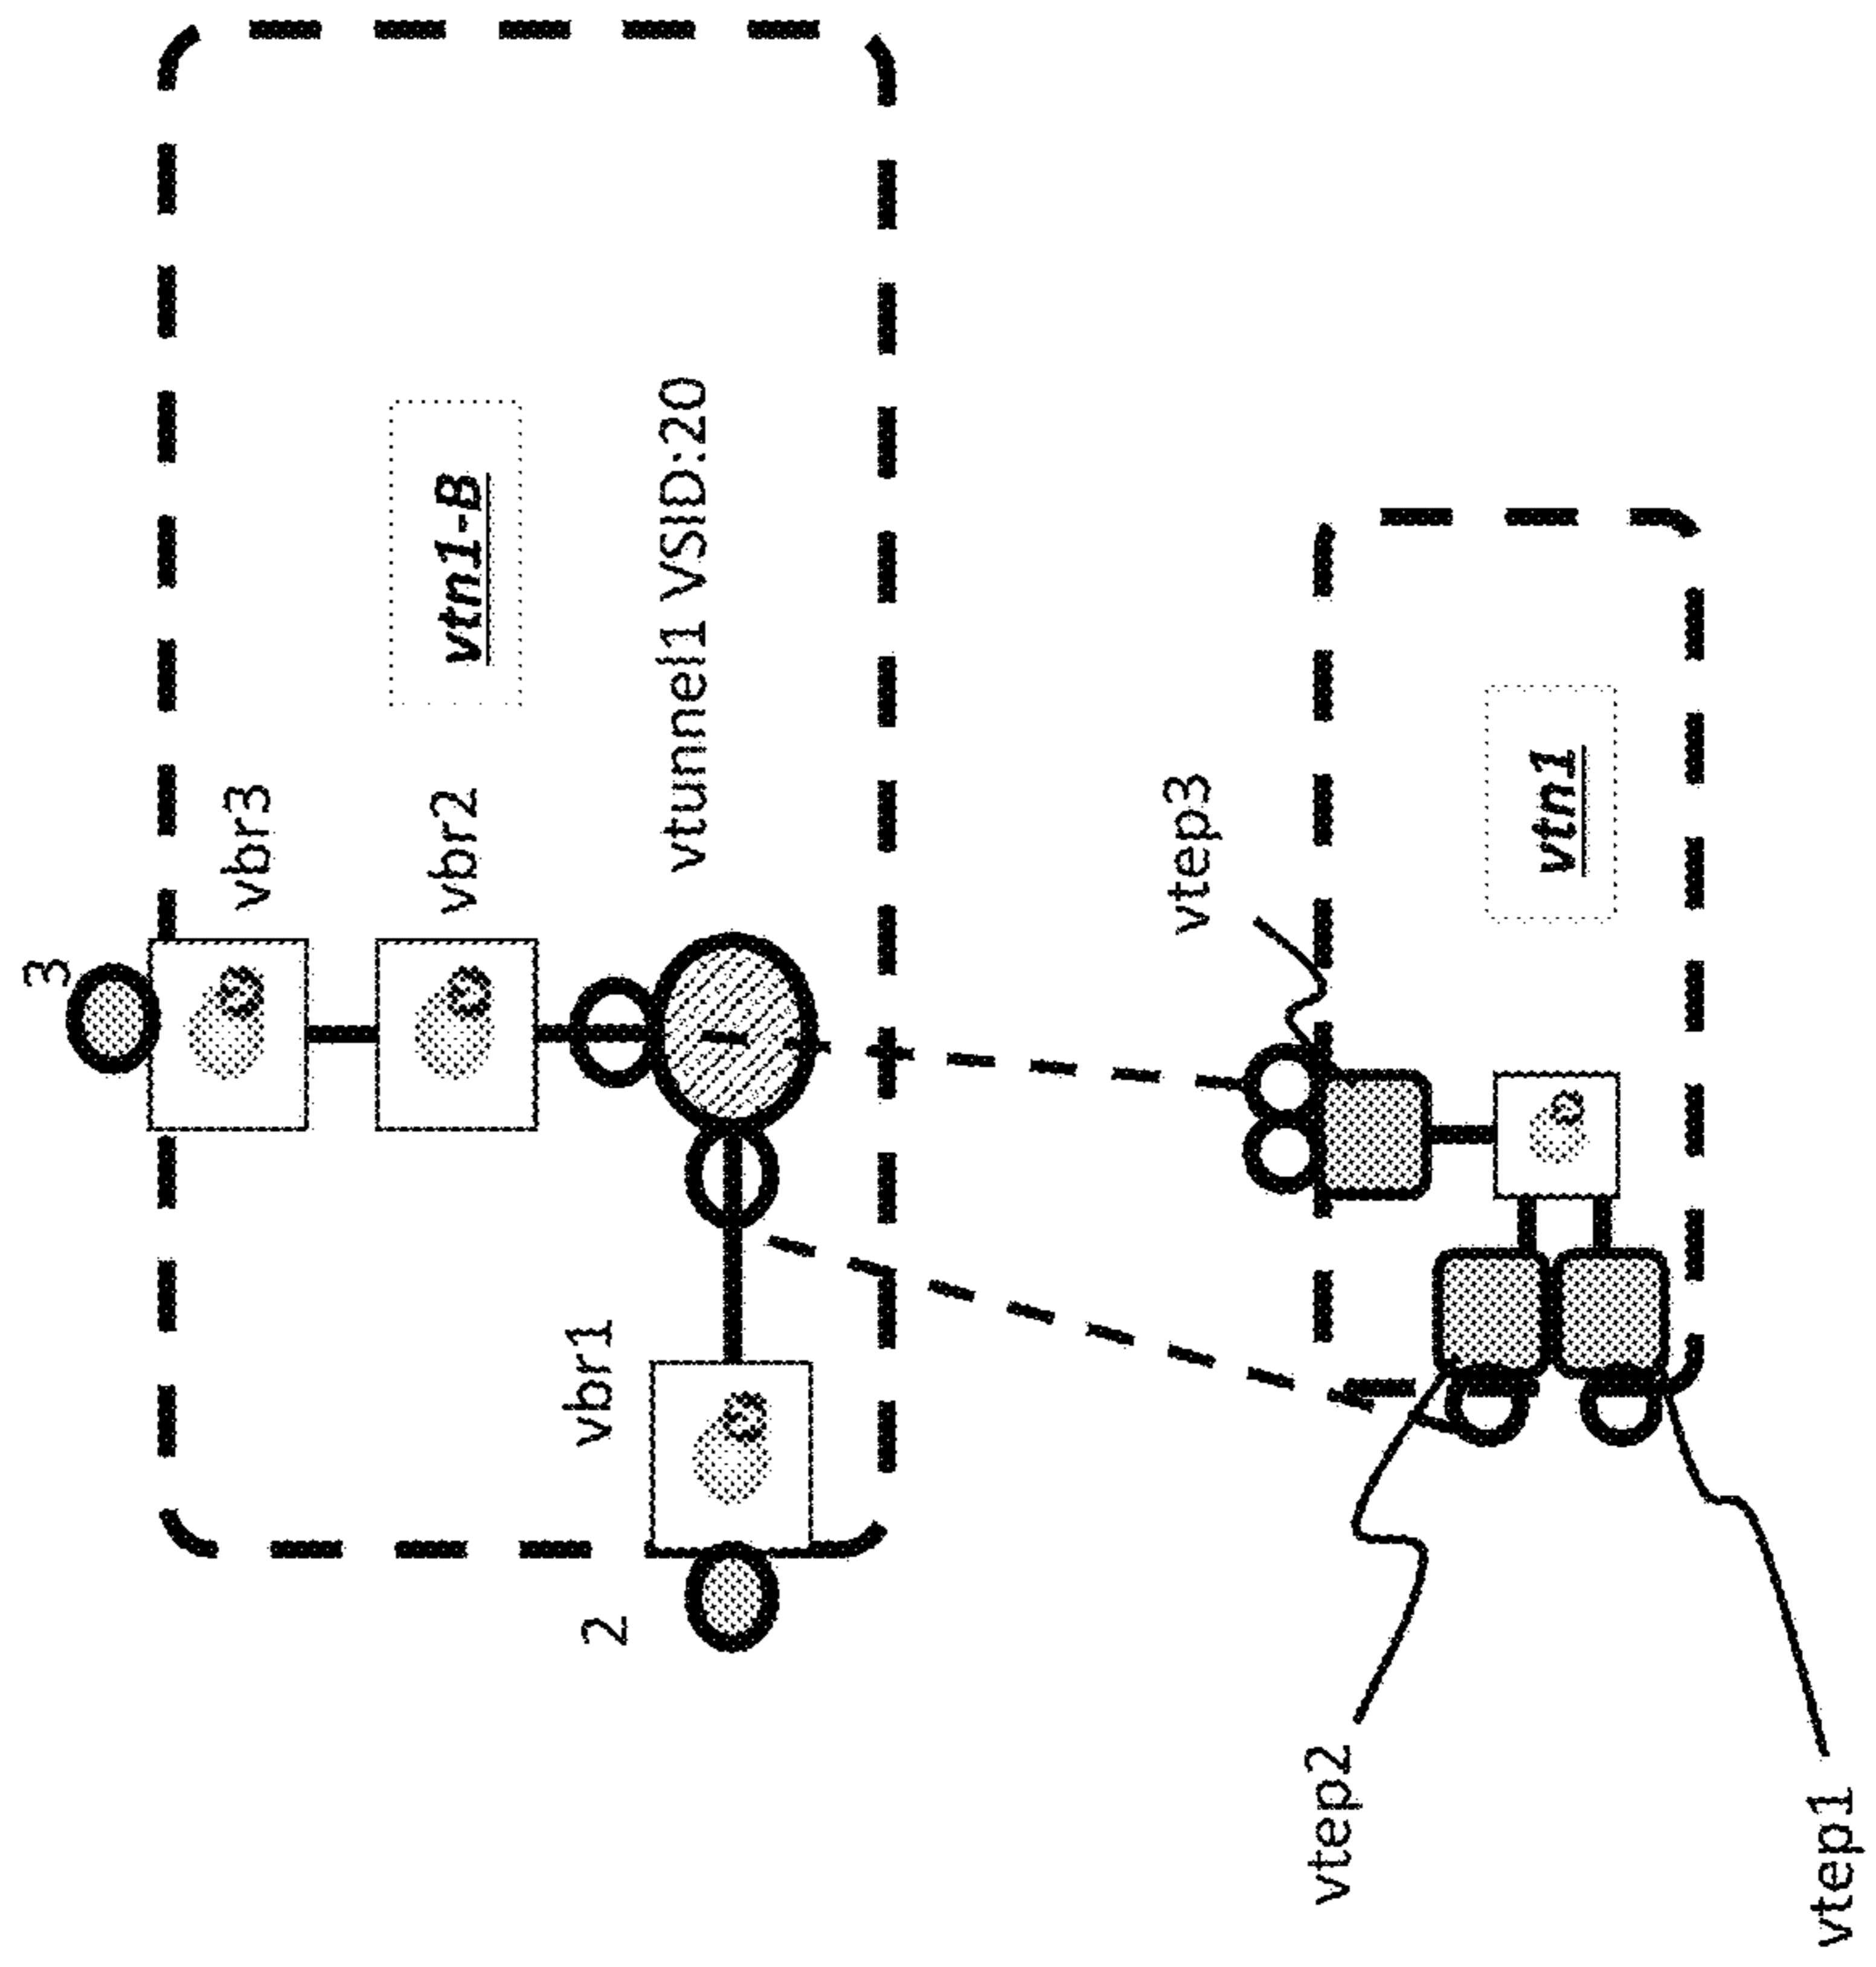 3
vbr3
vbr2
vtn1-B
vtunnel1 VSID:20
vbr1
2
vtep3
vtn1
vtep2
vtep1